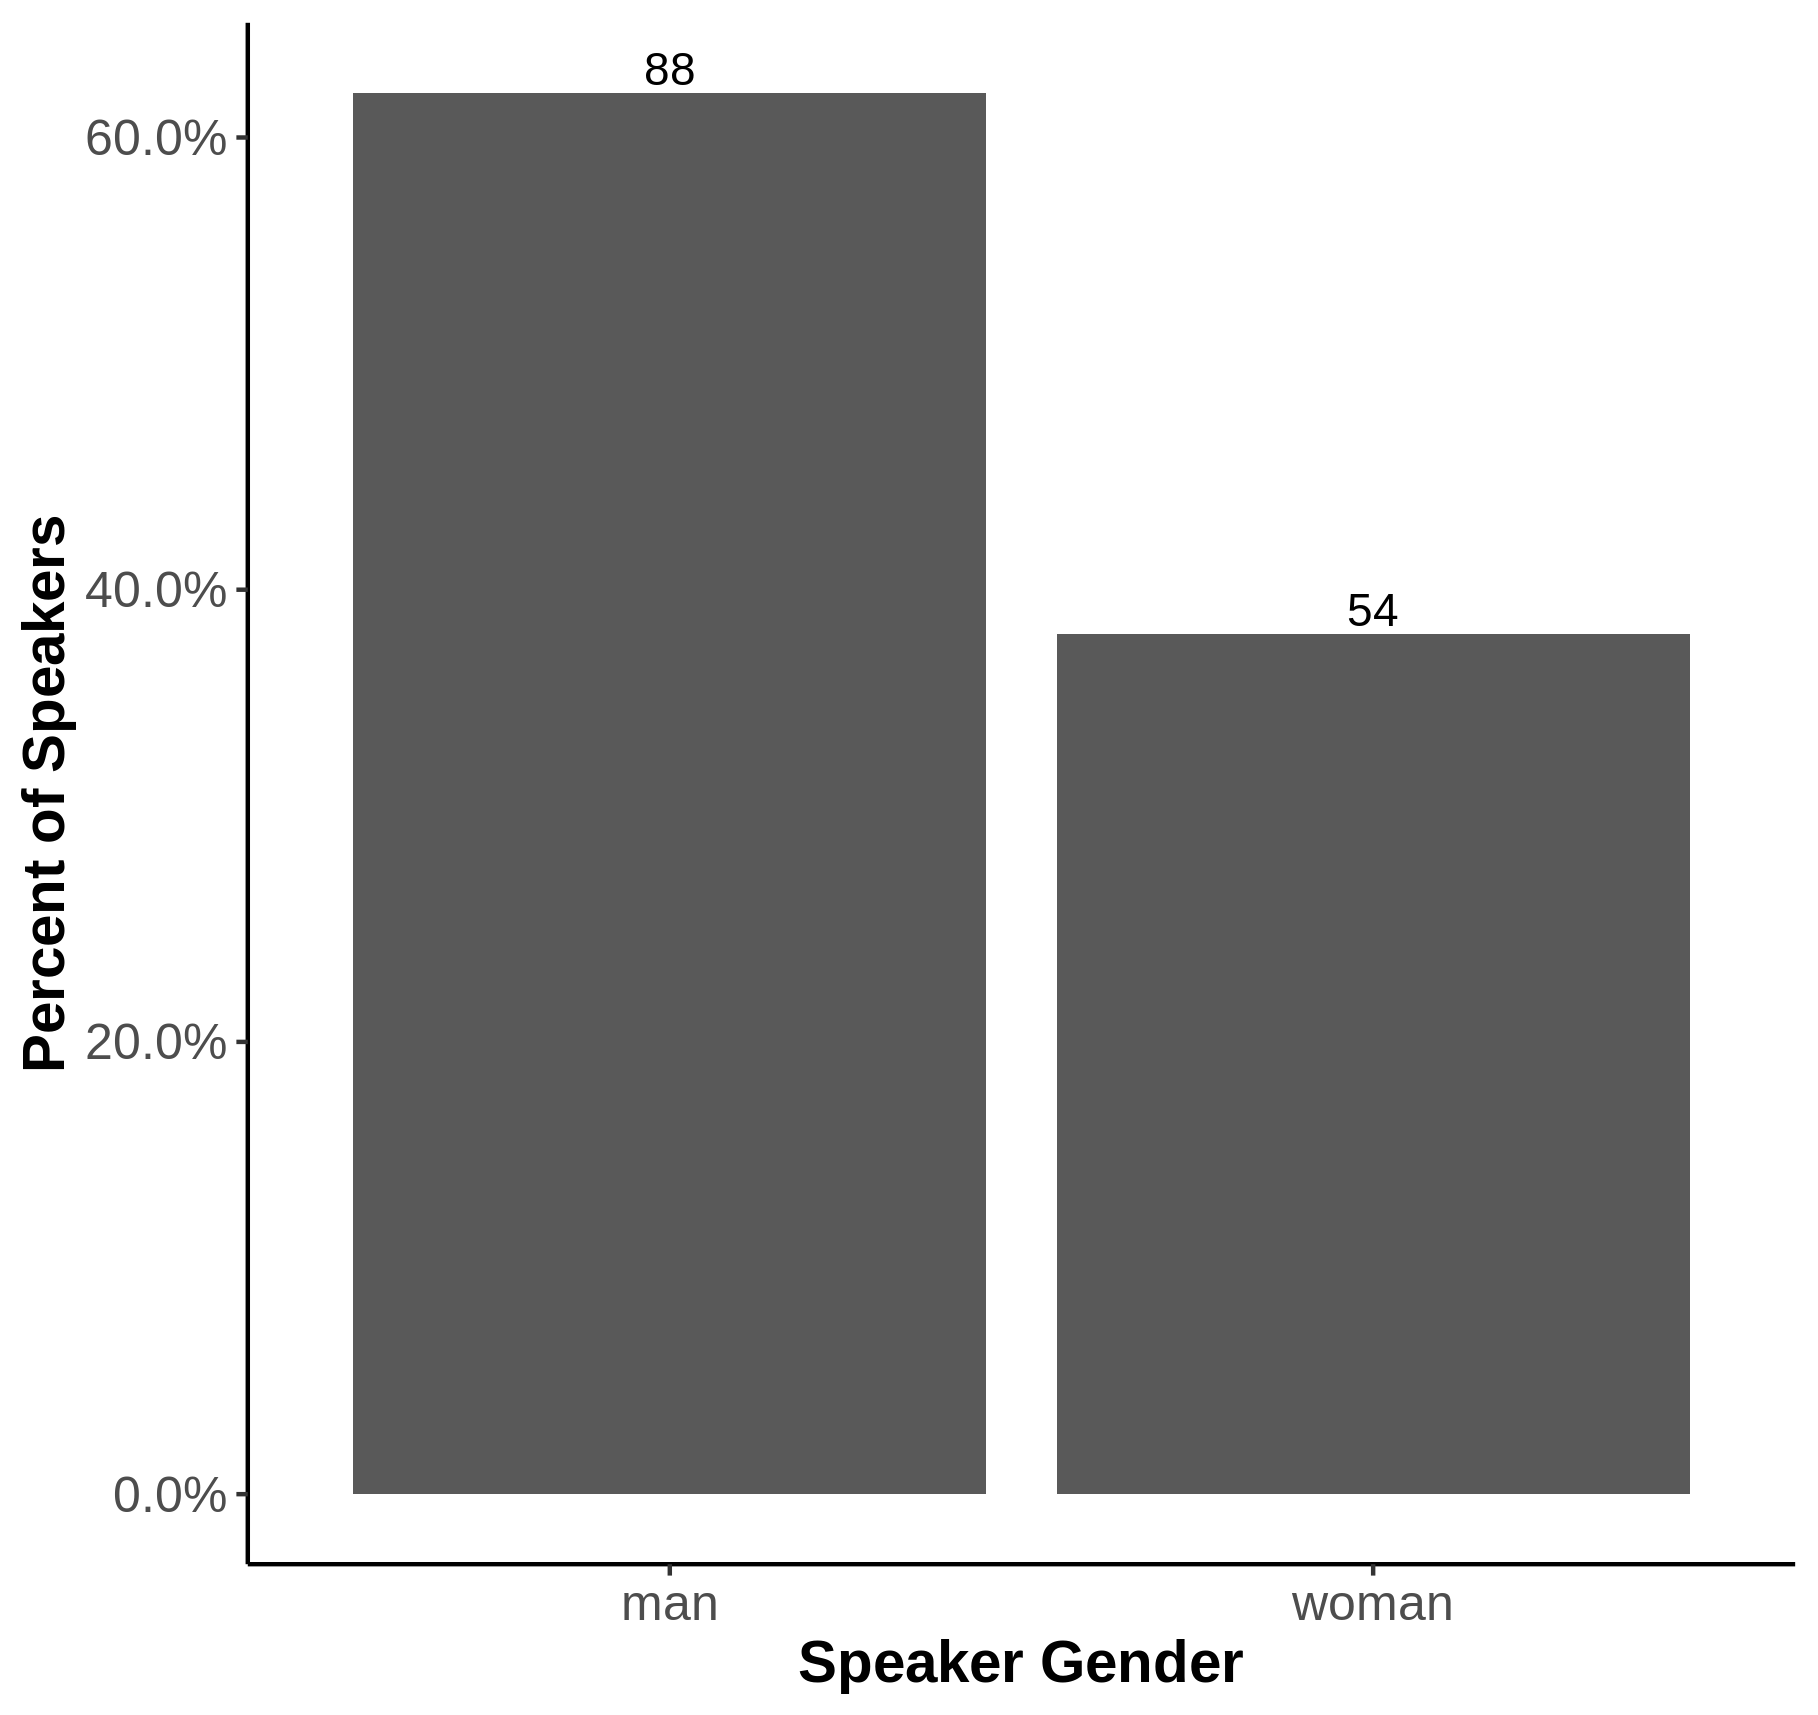 88
60.0%
40.0%
54
20.0%
0.0%
Percent of Speakers
man
woman
Speaker Gender